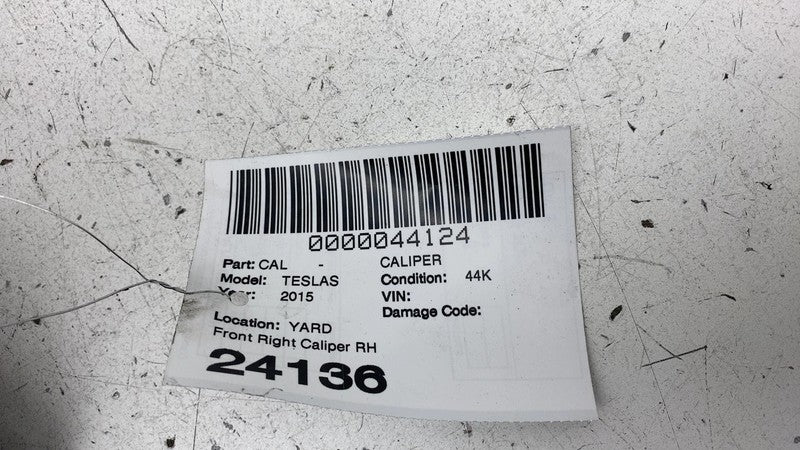 0000044124
Part: CAL - CALIPER
Model: TESLAS Condition: 44K
Year: 2015 VIN:
Damage Code:
Location: YARD
Front Right Caliper RH
24136